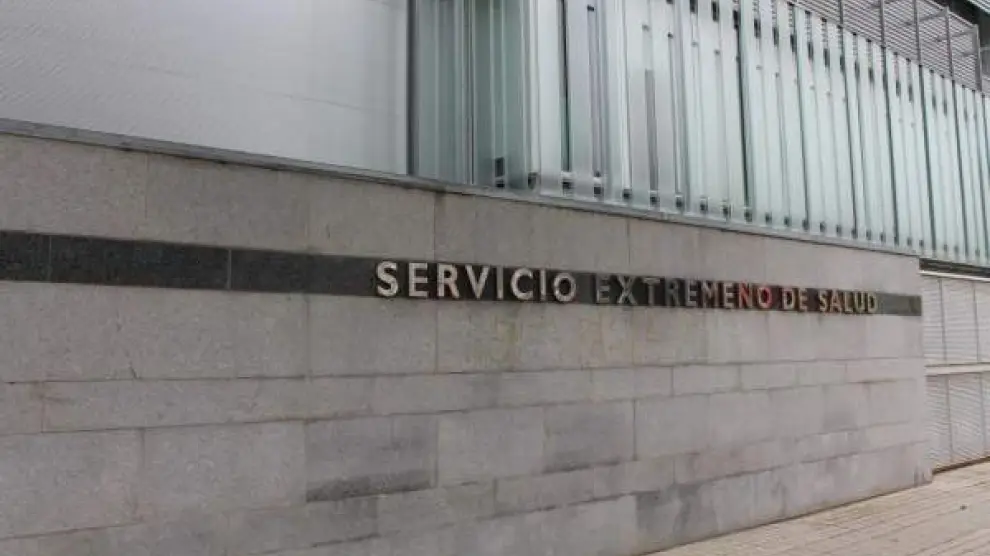 SERVICIO EXTREMEÑO DE SALUD